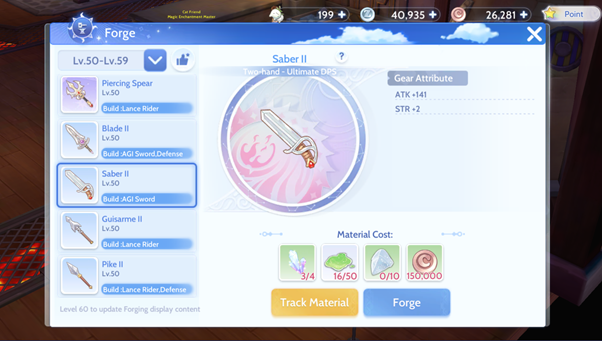 Cat Friend
Magic Enchantment Master
199 +
40,935 +
26,281 +
Point
Forge
Lv.50-Lv.59
Piercing Spear
Lv.50
Build :Lance Rider
Blade II
Lv.50
Build :AGI Sword,Defense
Saber II
Lv.50
Build :AGI Sword
Guisarme II
Lv.50
Build :Lance Rider
Pike II
Lv.50
Build :Lance Rider,Defense
Level 60 to update Forging display content
Saber II
?
Two-hand - Ultimate DPS
Gear Attribute
ATK +141
STR +2
Material Cost:
3/4
16/50
0/10
150,000
Track Material
Forge